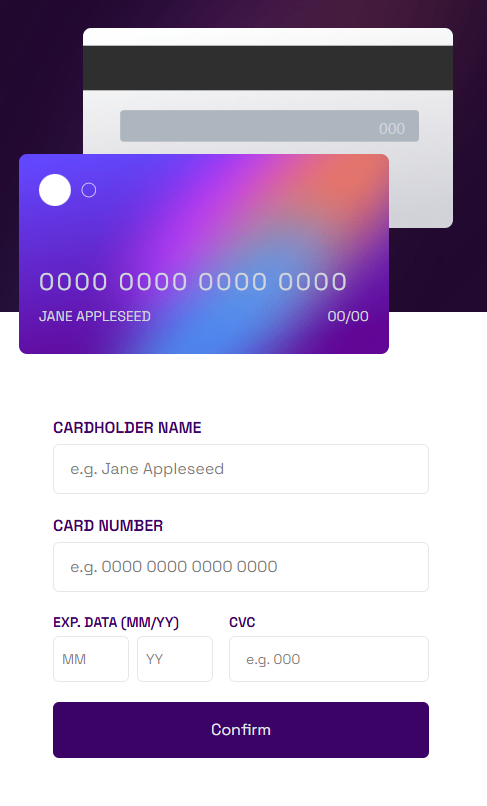 000
0000 0000 0000 0000
JANE APPLESEED 00/00
CARDHOLDER NAME
e.g. Jane Appleseed
CARD NUMBER
e.g. 0000 0000 0000 0000
EXP. DATA (MM/YY) CVC
MM YY e.g. 000
Confirm